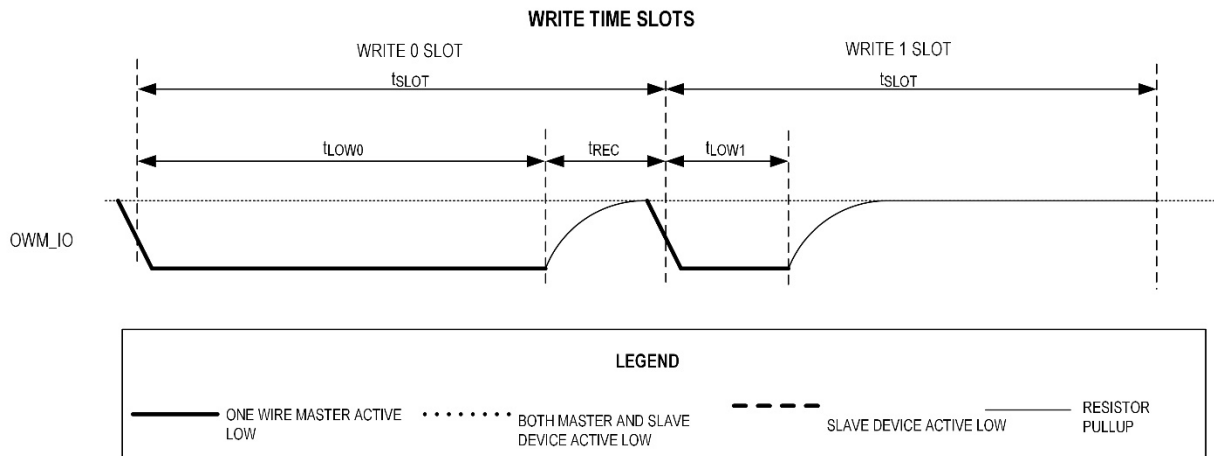 WRITE TIME SLOTS
WRITE 0 SLOT
WRITE 1 SLOT
tSLOT
tSLOT
tLOW0
tREC
tLOW1
OWM_IO
LEGEND
ONE WIRE MASTER ACTIVE
LOW
BOTH MASTER AND SLAVE
DEVICE ACTIVE LOW
SLAVE DEVICE ACTIVE LOW
RESISTOR
PULLUP